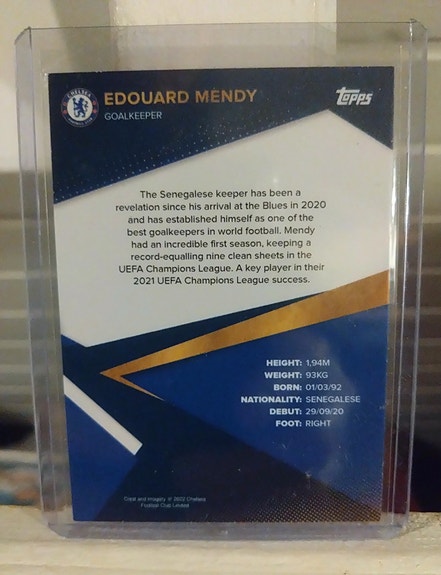 EDOUARD MENDY
GOALKEEPER
topps
CHELSEA
The Senegalese keeper has been a
revelation since his arrival at the Blues in 2020
and has established himself as one of the
best goalkeepers in world football. Mendy
had an incredible first season, keeping a
record-equalling nine clean sheets in the
UEFA Champions League. A key player in their
2021 UEFA Champions League success.
HEIGHT: 1,94M
WEIGHT: 93KG
BORN: 01/03/92
NATIONALITY: SENEGALESE
DEBUT: 29/09/20
FOOT: RIGHT
Crest and Imagery © 2022 Chelsea
Football Club Limited